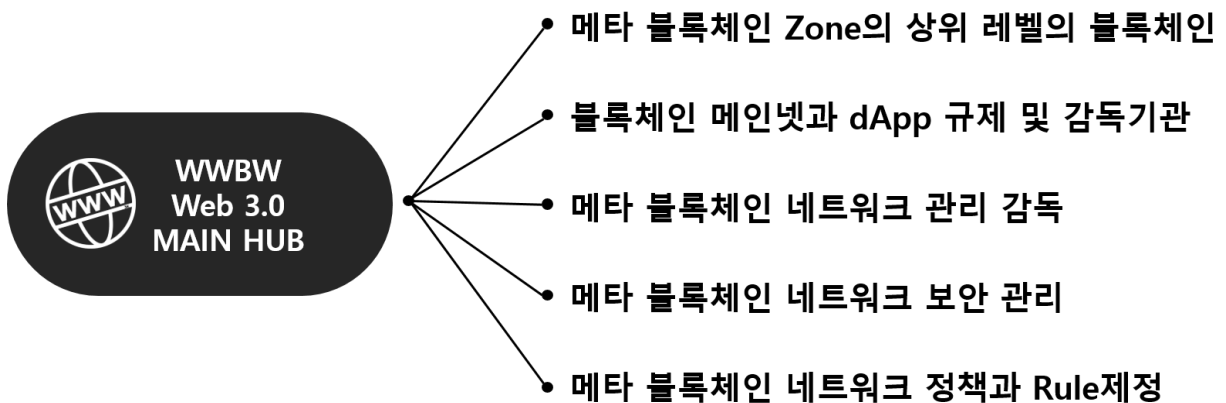 메타 블록체인 Zone의 상위 레벨의 블록체인
블록체인 메인넷과 dApp 규제 및 감독기관
WWW
WWBW
Web 3.0
MAIN HUB
메타 블록체인 네트워크 관리 감독
메타 블록체인 네트워크 보안 관리
메타 블록체인 네트워크 정책과 Rule제정